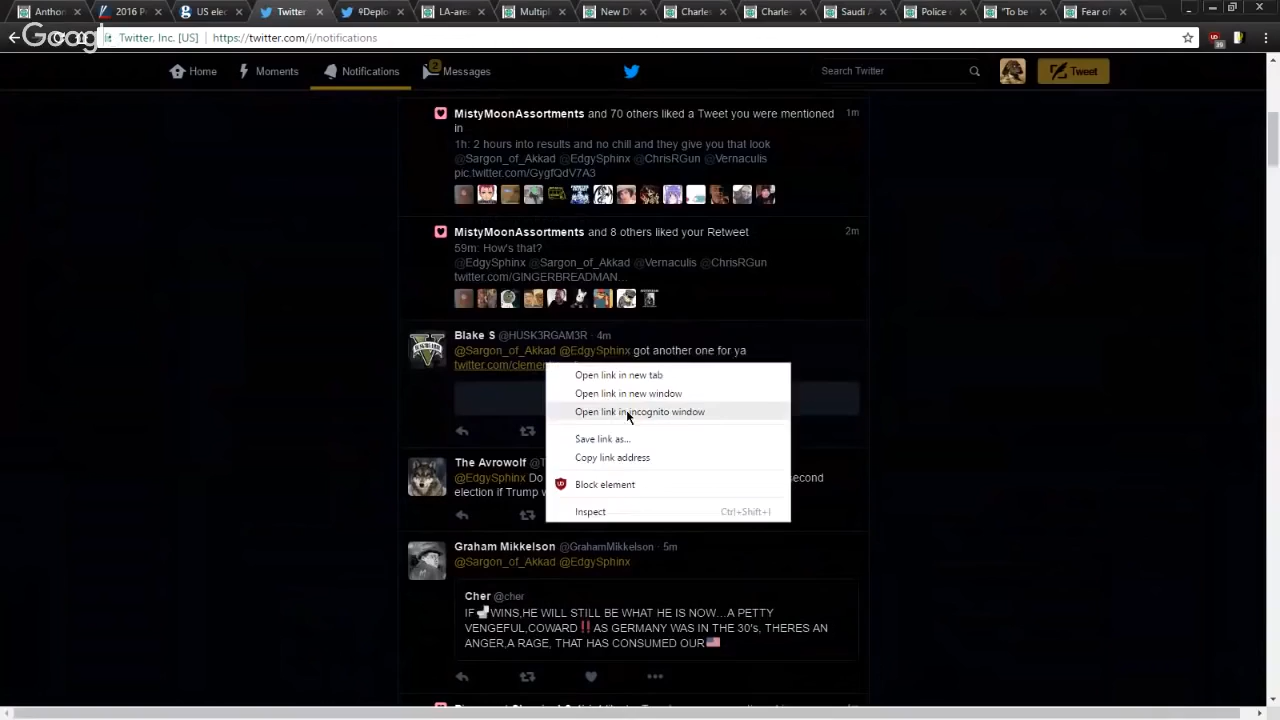 Anthon
2016 P
US elec
Twitter
#Deplo
LA-area
Multiple
New D
Charles
Charles
Saudi A
Police c
"To be
Fear of
Goog
Twitter, Inc. [US]
https://twitter.com/i/notifications
39
Home
Moments
Notifications
2
Messages
Search Twitter
Tweet
MistyMoonAssortments and 70 others liked a Tweet you were mentioned
in
1m
1h: 2 hours into results and no chill and they give you that look
@Sargon_of_Akkad @EdgySphinx @ChrisRGun @Vernaculis
pic.twitter.com/GygfQdV7A3
MistyMoonAssortments and 8 others liked your Retweet
2m
59m: How's that?
@EdgySphinx @Sargon_of_Akkad @Vernaculis @ChrisRGun
twitter.com/GINGERBREADMAN...
Blake S @HUSK3RGAM3R · 4m
@Sargon_of_Akkad @EdgySphinx got another one for ya
twitter.com/clemen
Open link in new tab
Open link in new window
Open link in incognito window
Save link as...
Copy link address
Block element
Inspect
Ctrl+Shift+I
The Avrowolf @T
@EdgySphinx Do
second
election if Trump w
Graham Mikkelson @GrahamMikkelson · 5m
@Sargon_of_Akkad @EdgySphinx
Cher @cher
IF WINS,HE WILL STILL BE WHAT HE IS NOW...A PETTY
VENGEFUL,COWARD‼AS GERMANY WAS IN THE 30's, THERES AN
ANGER,A RAGE, THAT HAS CONSUMED OUR🇺🇸